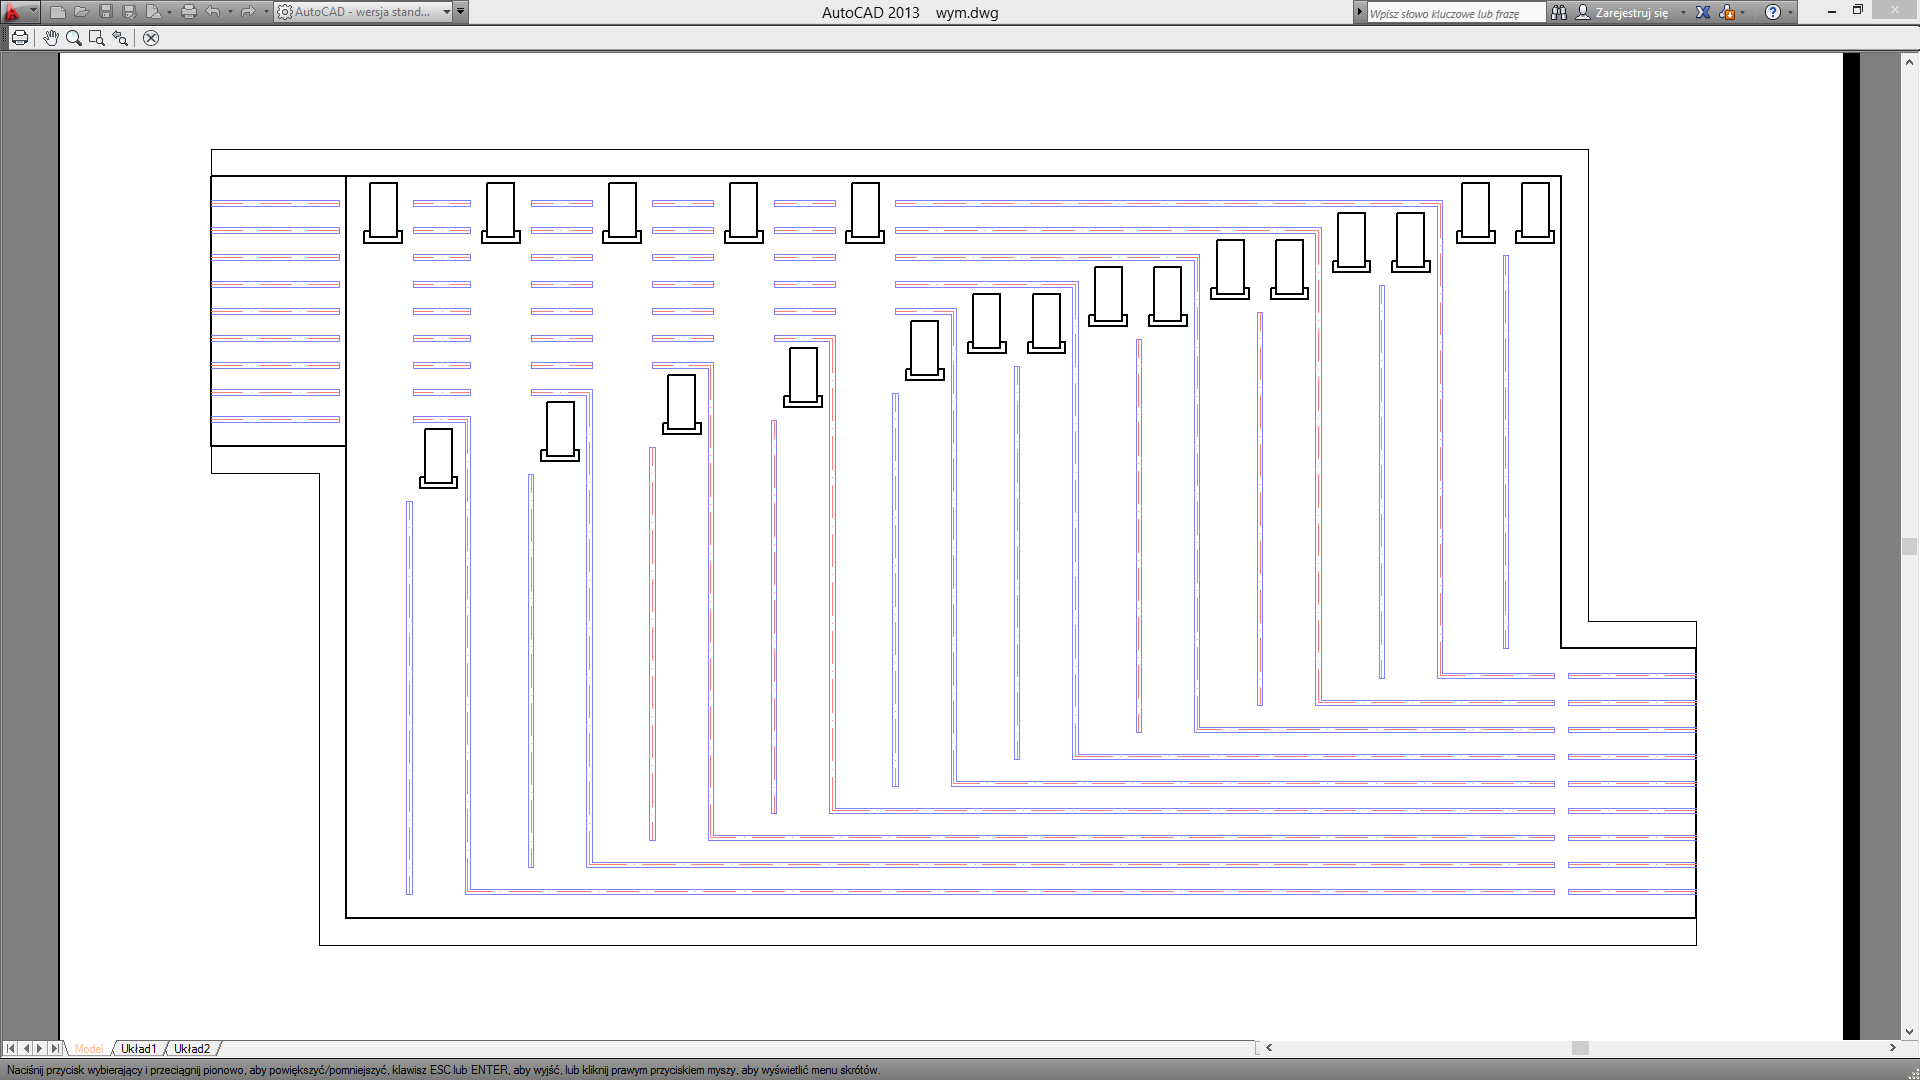 AutoCAD - wersja stand...
AutoCAD 2013 wym.dwg
Wpisz słowo kluczowe lub frazę
Zarejestruj się
Model
Układ1
Układ2
Naciśnij przycisk wybierający i przeciągnij pionowo, aby powiększyć/pomniejszyć, klawisz ESC lub ENTER, aby wyjść, lub kliknij prawym przyciskiem myszy, aby wyświetlić menu skrótów.